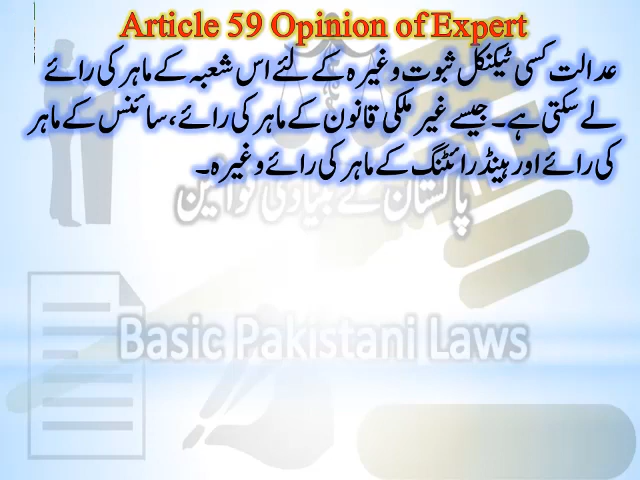 Article 59 Opinion of Expert
عدالت کسی ٹیکنکل ثبوت وغیرہ کے لئے اس شعبہ کے ماہر کی رائے
لے سکتی ہے۔ جیسے غیر ملکی قانون کے ماہر کی رائے، سائنس کے ماہر
کی رائے اور ہینڈ رائٹنگ کے ماہر کی رائے وغیرہ۔
پاکستان کے بنیادی قوانین
Basic Pakistani Laws